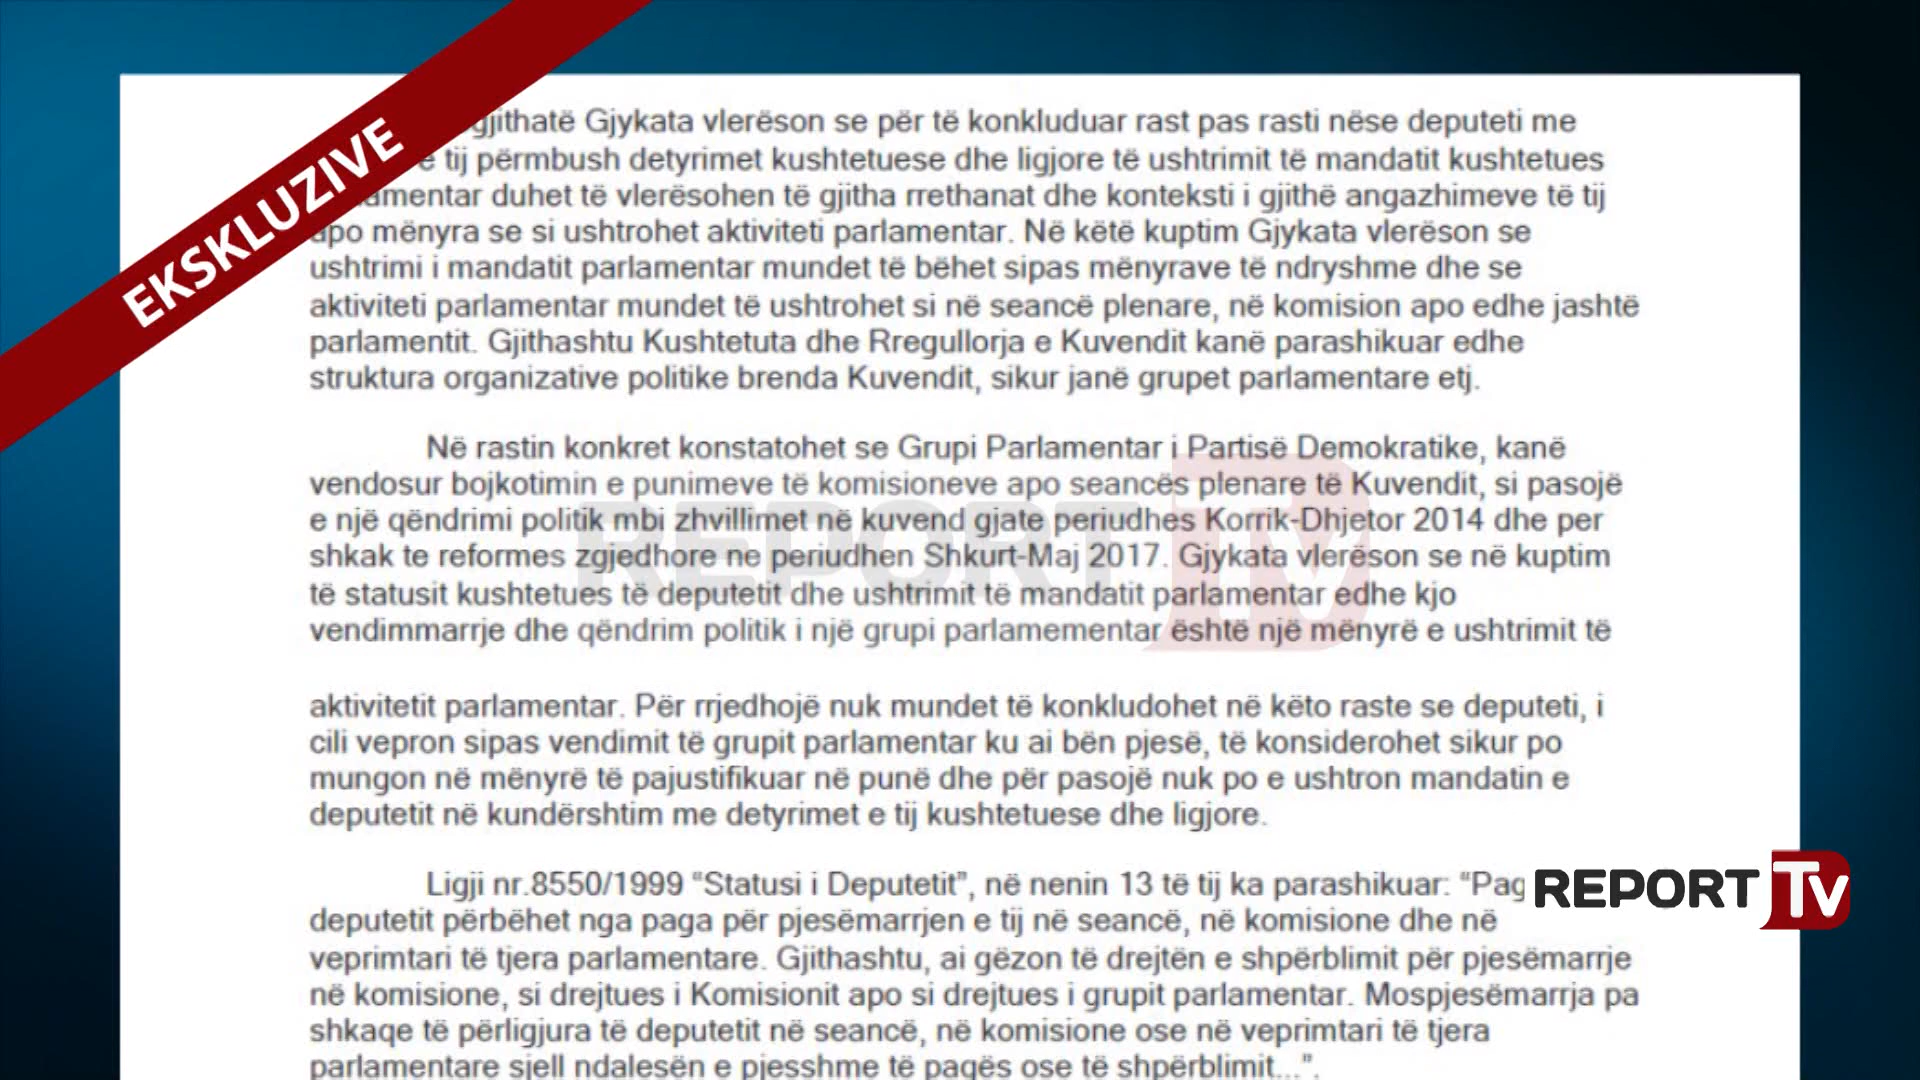 EKSKLUZIVE
gjithatë Gjykata vlerëson se për të konkluduar rast pas rasti nëse deputeti me
e tij përmbush detyrimet kushtetuese dhe ligjore të ushtrimit të mandatit kushtetues
amentar duhet të vlerësohen të gjitha rrethanat dhe konteksti i gjithë angazhimeve të tij
apo mënyra se si ushtrohet aktiviteti parlamentar. Në këtë kuptim Gjykata vlerëson se
ushtrimi i mandatit parlamentar mundet të bëhet sipas mënyrave të ndryshme dhe se
aktiviteti parlamentar mundet të ushtrohet si në seancë plenare, në komision apo edhe jashtë
parlamentit. Gjithashtu Kushtetuta dhe Rregullorja e Kuvendit kanë parashikuar edhe
struktura organizative politike brenda Kuvendit, sikur janë grupet parlamentare etj.
Në rastin konkret konstatohet se Grupi Parlamentar i Partisë Demokratike, kanë
vendosur bojkotimin e punimeve të komisioneve apo seancës plenare të Kuvendit, si pasojë
e një qëndrimi politik mbi zhvillimet në kuvend gjate periudhes Korrik-Dhjetor 2014 dhe per
shkak te reformes zgjedhore ne periudhen Shkurt-Maj 2017. Gjykata vlerëson se në kuptim
të statusit kushtetues të deputetit dhe ushtrimit të mandatit parlamentar edhe kjo
vendimmarrje dhe qëndrim politik i një grupi parlamementar është një mënyrë e ushtrimit të
REPORT Tv
aktivitetit parlamentar. Për rrjedhojë nuk mundet të konkludohet në këto raste se deputeti, i
cili vepron sipas vendimit të grupit parlamentar ku ai bën pjesë, të konsiderohet sikur po
mungon në mënyrë të pajustifikuar në punë dhe për pasojë nuk po e ushtron mandatin e
deputetit në kundërshtim me detyrimet e tij kushtetuese dhe ligjore.
Ligji nr.8550/1999 “Statusi i Deputetit”, në nenin 13 të tij ka parashikuar: “Pag
REPORT Tv
deputetit përbëhet nga paga për pjesëmarrjen e tij në seancë, në komisione dhe në
veprimtari të tjera parlamentare. Gjithashtu, ai gëzon të drejtën e shpërblimit për pjesëmarrje
në komisione, si drejtues i Komisionit apo si drejtues i grupit parlamentar. Mospjesëmarrja pa
shkaqe të përligjura të deputetit në seancë, në komisione ose në veprimtari të tjera
parlamentare sjell ndalesën e pjesshme të pagës ose të shpërblimit...”.